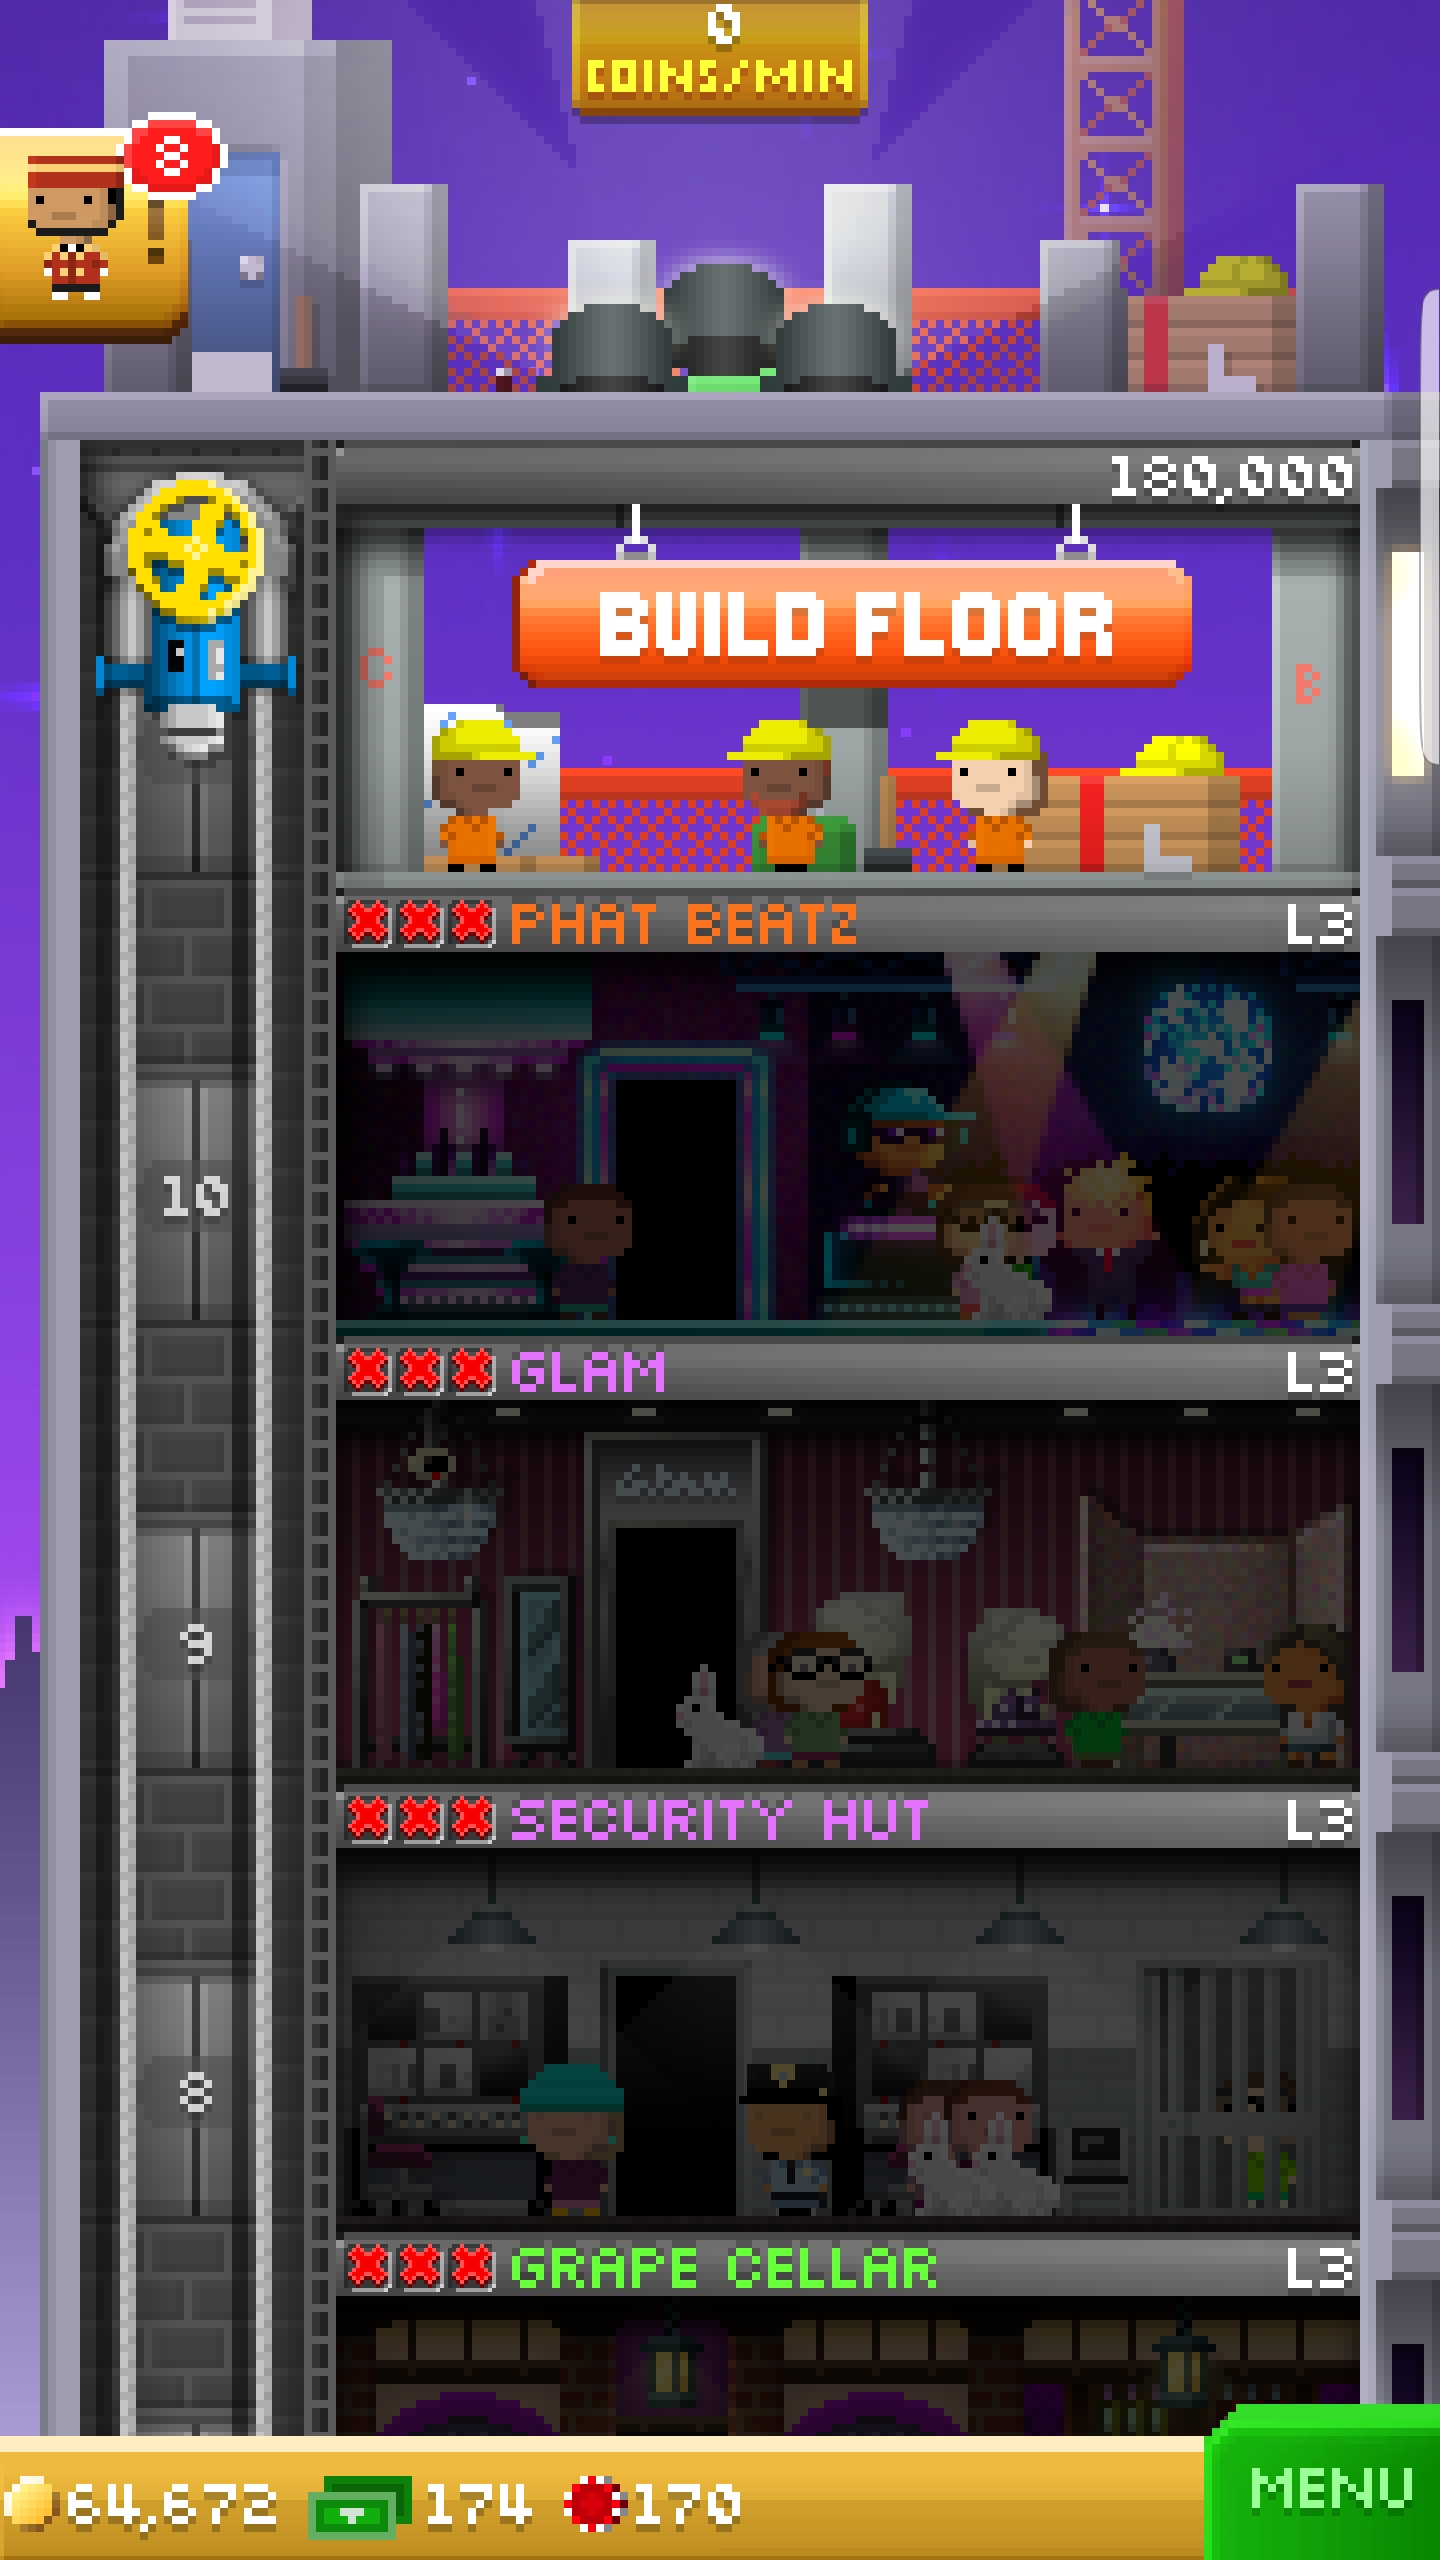 0
COINS/MIN
8
180,000
BUILD FLOOR
C
B
PHAT BEATZ L3
10
GLAM L3
Glam
9
SECURITY HUT L3
8
GRAPE CELLAR L3
64,672 174 170
MENU